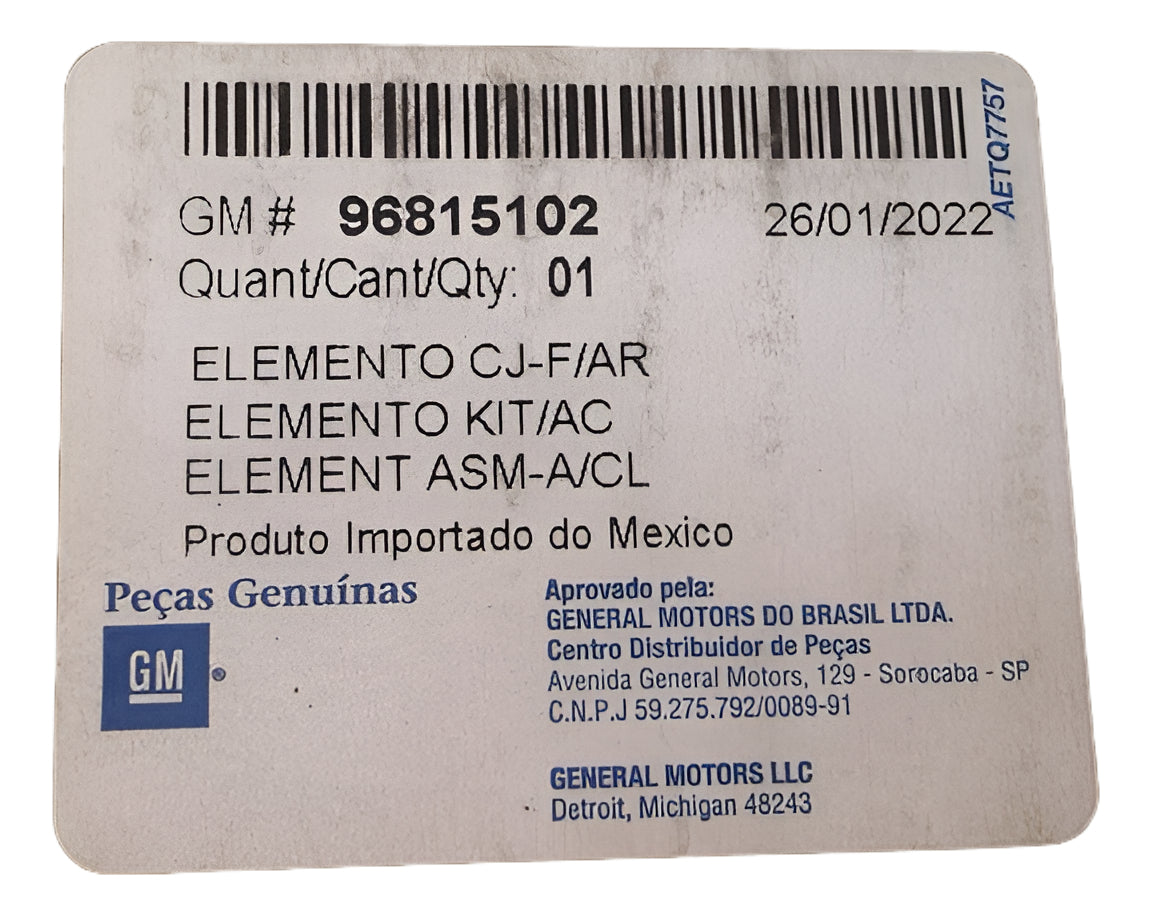 AETQ7757
GM # 96815102 26/01/2022
Quant/Cant/Qty: 01
ELEMENTO CJ-F/AR
ELEMENTO KIT/AC
ELEMENT ASM-A/CL
Produto Importado do Mexico
Peças Genuínas
GM®
Aprovado pela:
GENERAL MOTORS DO BRASIL LTDA.
Centro Distribuidor de Peças
Avenida General Motors, 129 - Sorocaba - SP
C.N.P.J 59.275.792/0089-91
GENERAL MOTORS LLC
Detroit, Michigan 48243